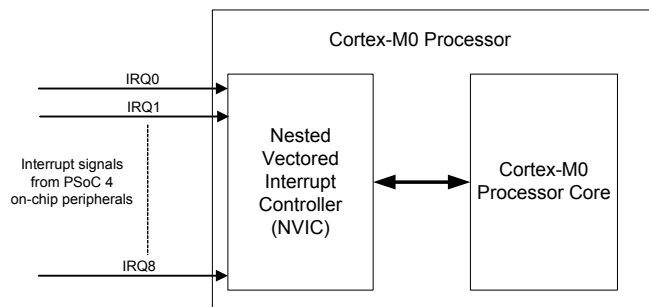 Cortex-M0 Processor
IRQ0
IRQ1
Interrupt signals
from PSoC 4
on-chip peripherals
IRQ8
Nested
Vectored
Interrupt
Controller
(NVIC)
Cortex-M0
Processor Core